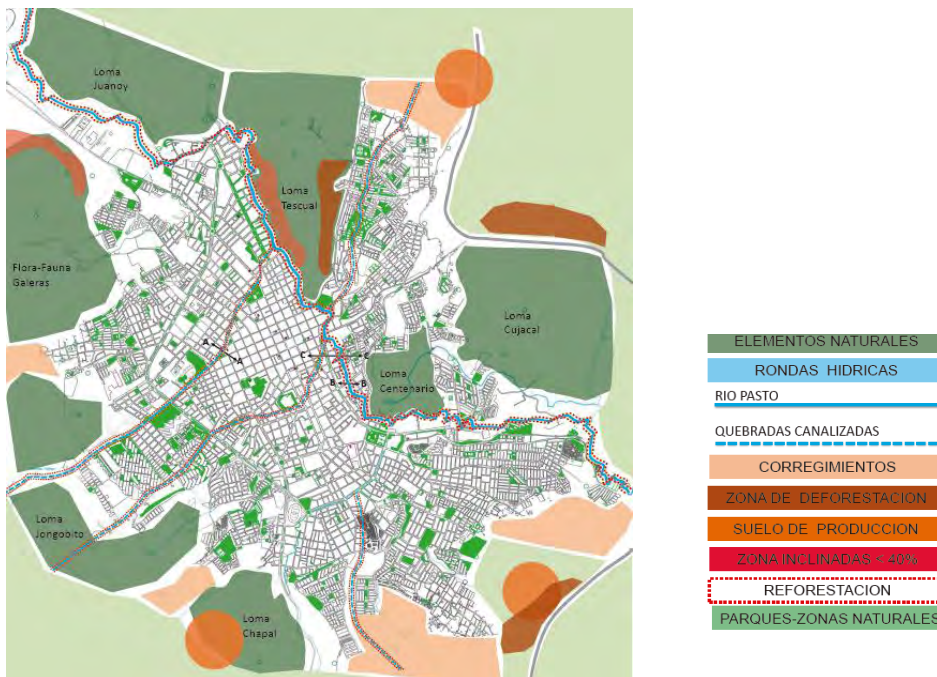 Loma
Juanoy
Loma
Tescual
Flora-Fauna
Galeras
Loma
Cujacal
A
A
C
C
B
B
Loma
Centenario
Loma
Jongobito
Loma
Chapal
ELEMENTOS NATURALES
RONDAS HIDRICAS
RIO PASTO
QUEBRADAS CANALIZADAS
CORREGIMIENTOS
ZONA DE DEFORESTACION
SUELO DE PRODUCCION
ZONA INCLINADAS < 40%
REFORESTACION
PARQUES-ZONAS NATURALES